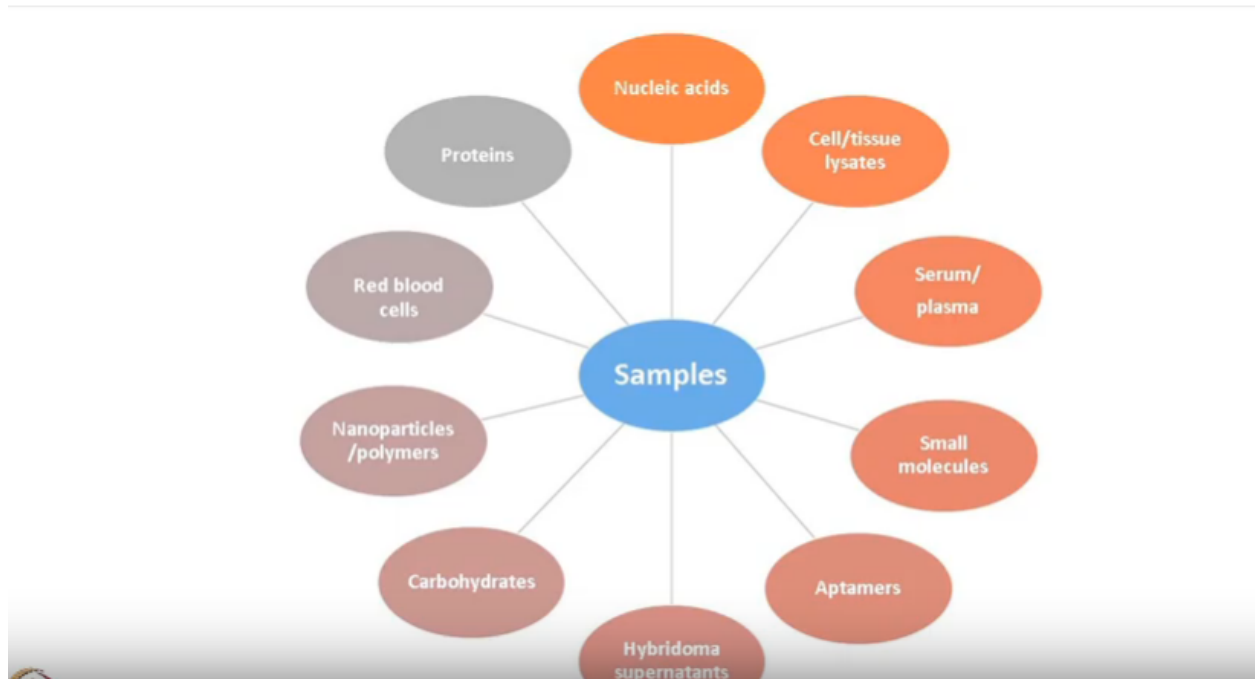 Nucleic acids
Cell/tissue
lysates
Serum/
plasma
Small
molecules
Aptamers
Hybridoma
supernatants
Carbohydrates
Nanoparticles
/polymers
Red blood
cells
Proteins
Samples